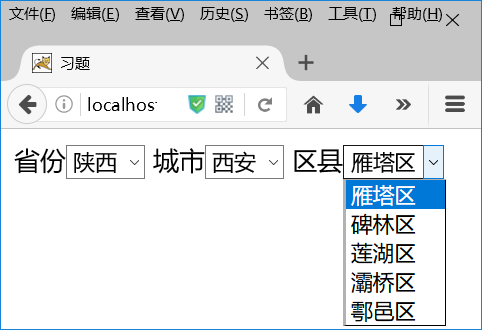 文件(F) 编辑(E) 查看(V) 历史(S) 书签(B) 工具(T) 帮助(H)
习题
localhos
省份 陕西 城市 西安 区县 雁塔区
雁塔区
碑林区
莲湖区
灞桥区
鄠邑区